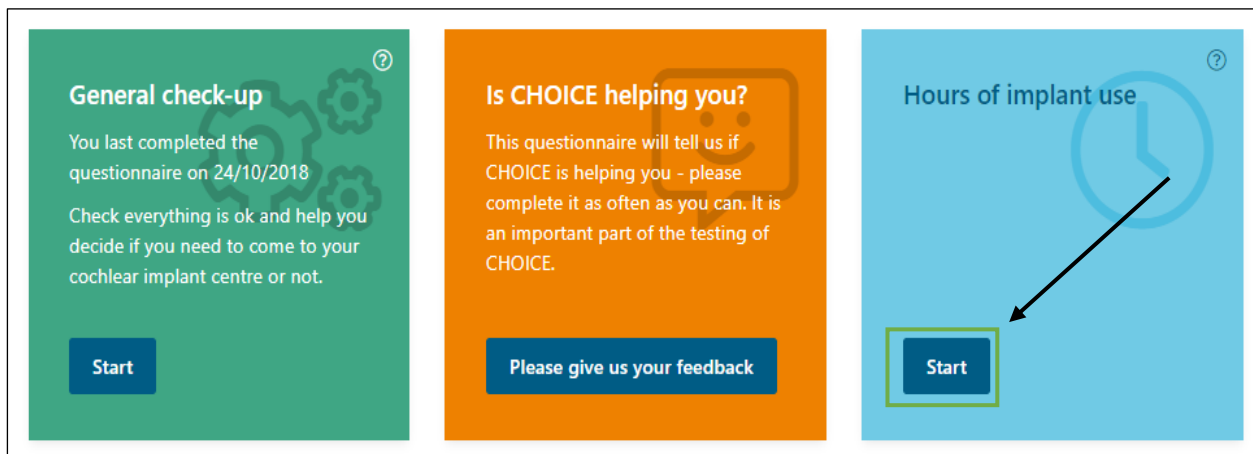 General check-up
You last completed the
questionnaire on 24/10/2018
Check everything is ok and help you
decide if you need to come to your
cochlear implant centre or not.
Start
Is CHOICE helping you?
This questionnaire will tell us if
CHOICE is helping you - please
complete it as often as you can. It is
an important part of the testing of
CHOICE.
Please give us your feedback
Hours of implant use
Start